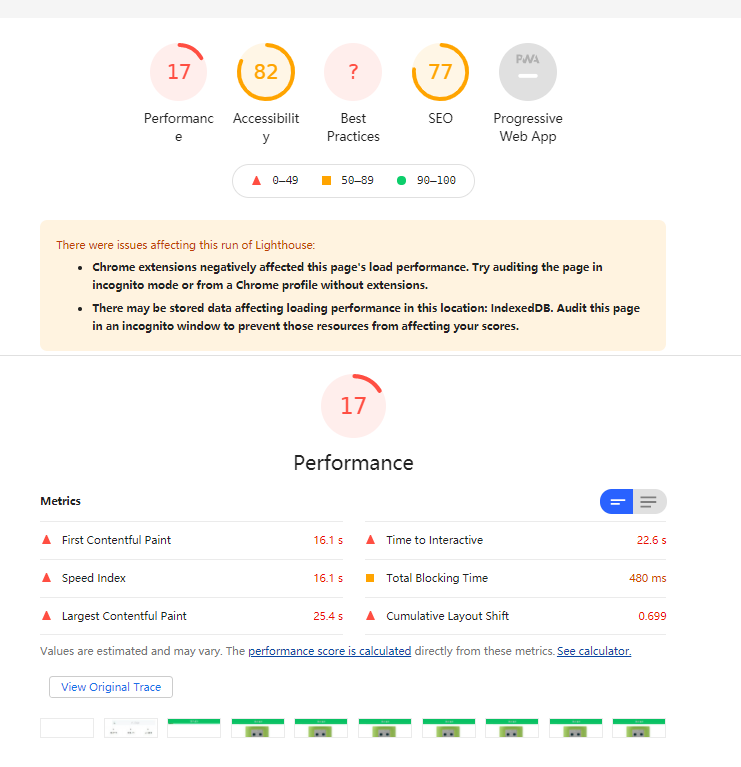 17
82
?
77
PWA
Performanc
e
Accessibilit
y
Best
Practices
SEO
Progressive
Web App
0–49
50–89
90–100
There were issues affecting this run of Lighthouse:
Chrome extensions negatively affected this page's load performance. Try auditing the page in
incognito mode or from a Chrome profile without extensions.
There may be stored data affecting loading performance in this location: IndexedDB. Audit this page
in an incognito window to prevent those resources from affecting your scores.
17
Performance
Metrics
First Contentful Paint 16.1 s
Time to Interactive 22.6 s
Speed Index 16.1 s
Total Blocking Time 480 ms
Largest Contentful Paint 25.4 s
Cumulative Layout Shift 0.699
Values are estimated and may vary. The performance score is calculated directly from these metrics. See calculator.
View Original Trace